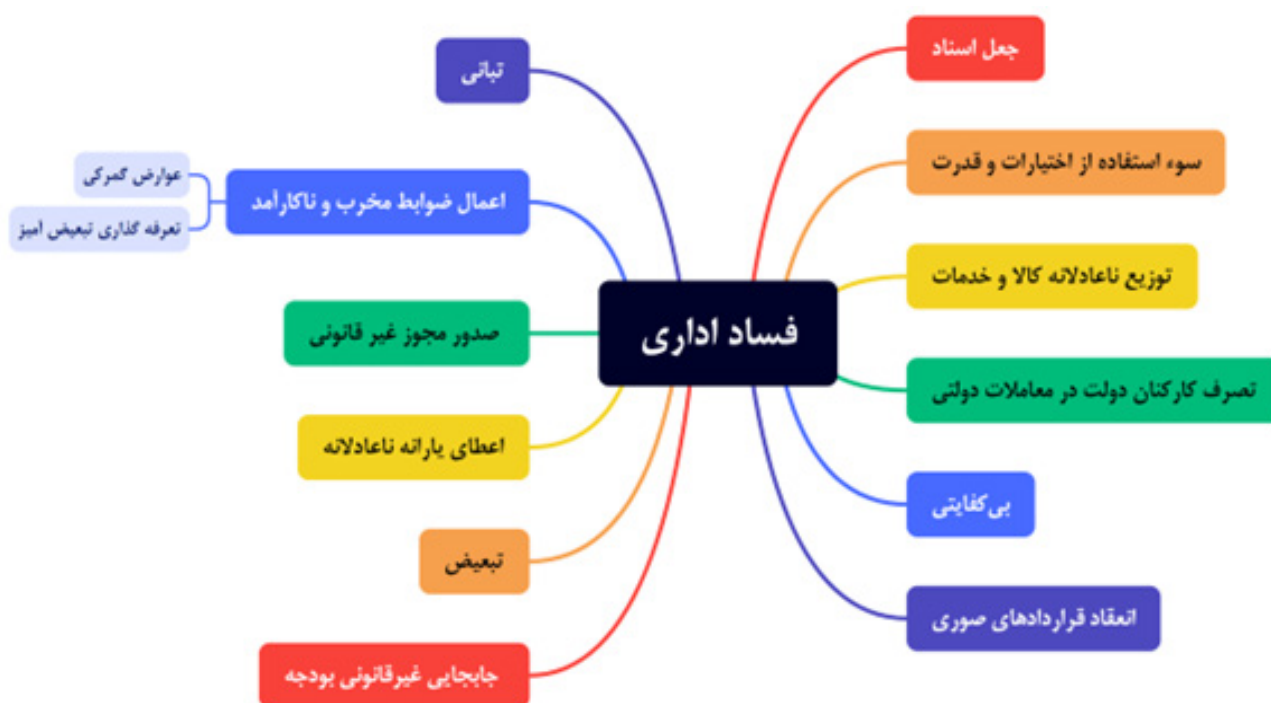 فساد اداری
جعل اسناد
سوء استفاده از اختیارات و قدرت
توزیع ناعادلانه کالا و خدمات
تصرف کارکنان دولت در معاملات دولتی
بی‌کفایتی
انعقاد قراردادهای صوری
تبانی
اعمال ضوابط مخرب و ناکارآمد
عوارض گمرکی
تعرفه گذاری تبعیض آمیز
صدور مجوز غیر قانونی
اعطای یارانه ناعادلانه
تبعیض
جابجایی غیرقانونی بودجه